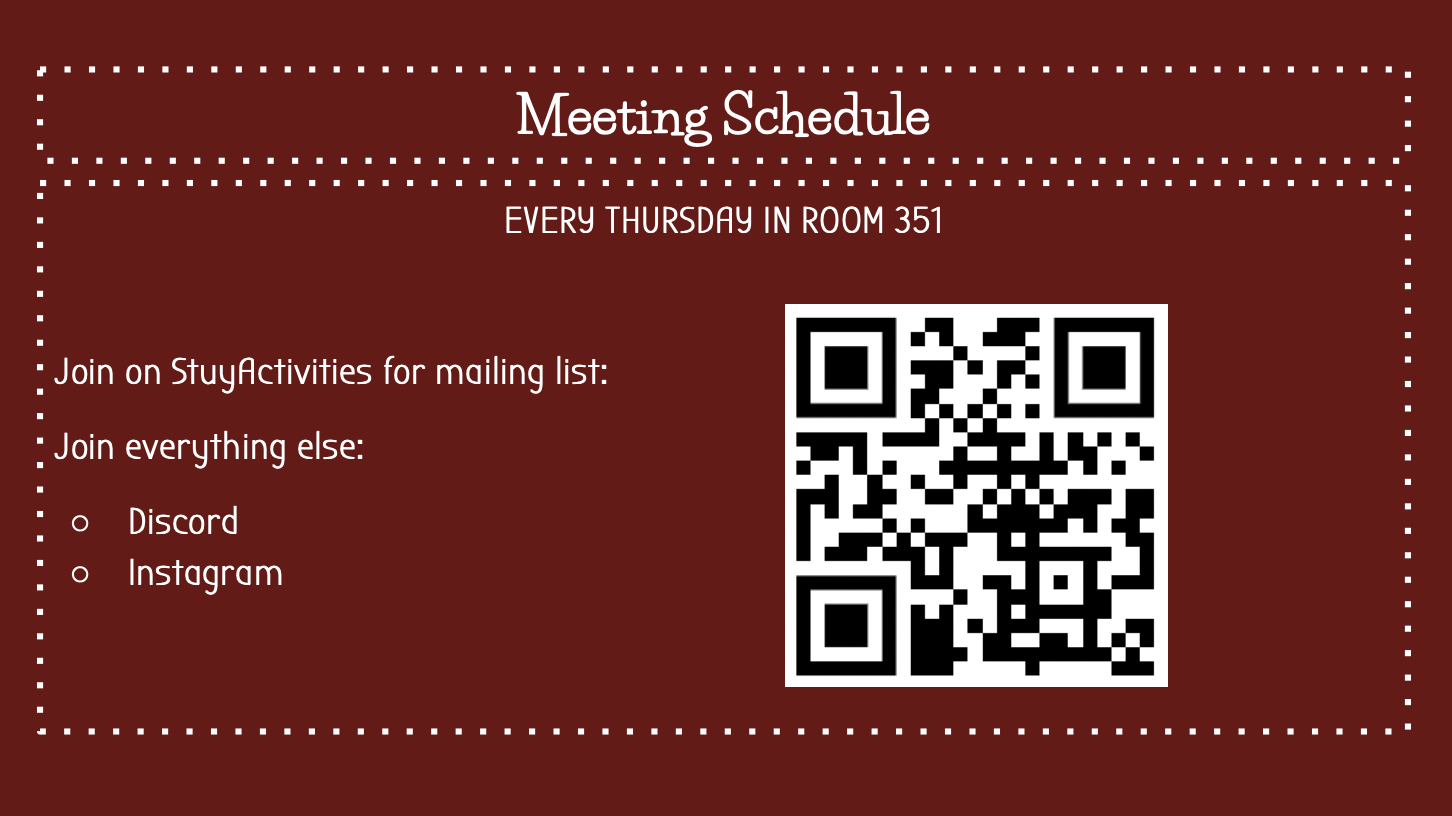 Meeting Schedule
EVERY THURSDAY IN ROOM 351
Join on StuyActivities for mailing list:
Join everything else:
○ Discord
○ Instagram